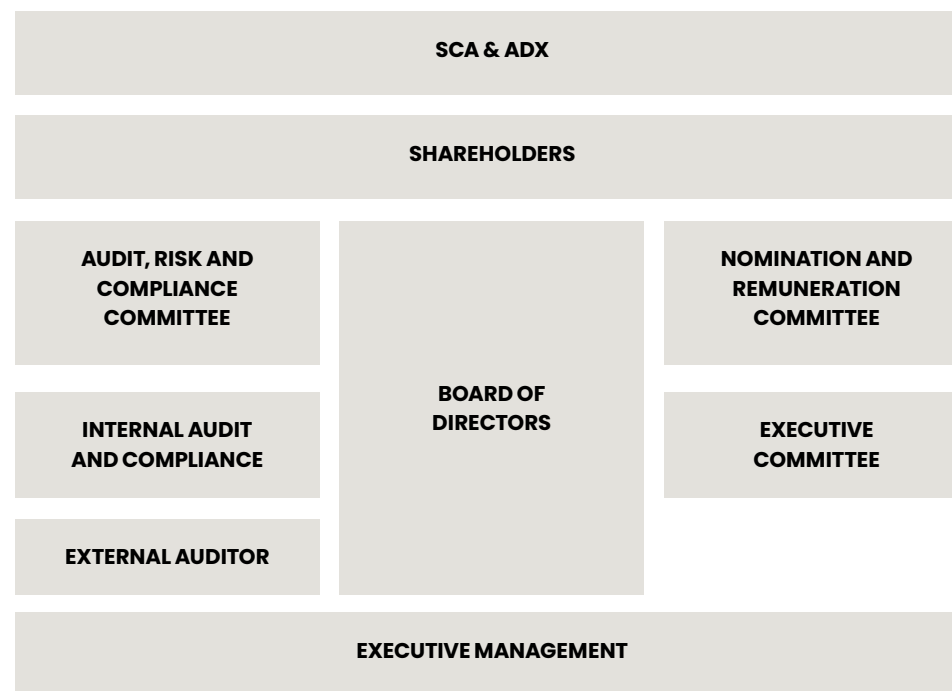 SCA & ADX
SHAREHOLDERS
AUDIT, RISK AND
COMPLIANCE
COMMITTEE
NOMINATION AND
REMUNERATION
COMMITTEE
BOARD OF
DIRECTORS
INTERNAL AUDIT
AND COMPLIANCE
EXECUTIVE
COMMITTEE
EXTERNAL AUDITOR
EXECUTIVE MANAGEMENT